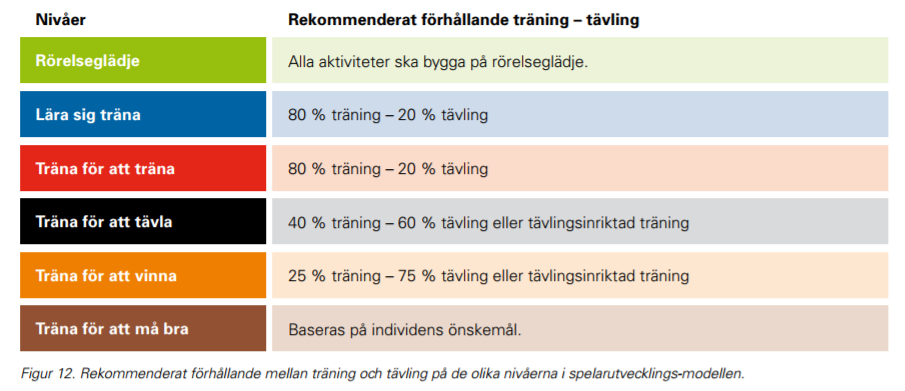 Nivåer Rekommenderat förhållande träning – tävling
Rörelseglädje Alla aktiviteter ska bygga på rörelseglädje.
Lära sig träna 80 % träning – 20 % tävling
Träna för att träna 80 % träning – 20 % tävling
Träna för att tävla 40 % träning – 60 % tävling eller tävlingsinriktad träning
Träna för att vinna 25 % träning – 75 % tävling eller tävlingsinriktad träning
Träna för att må bra Baseras på individens önskemål.
Figur 12. Rekommenderat förhållande mellan träning och tävling på de olika nivåerna i spelarutvecklings-modellen.